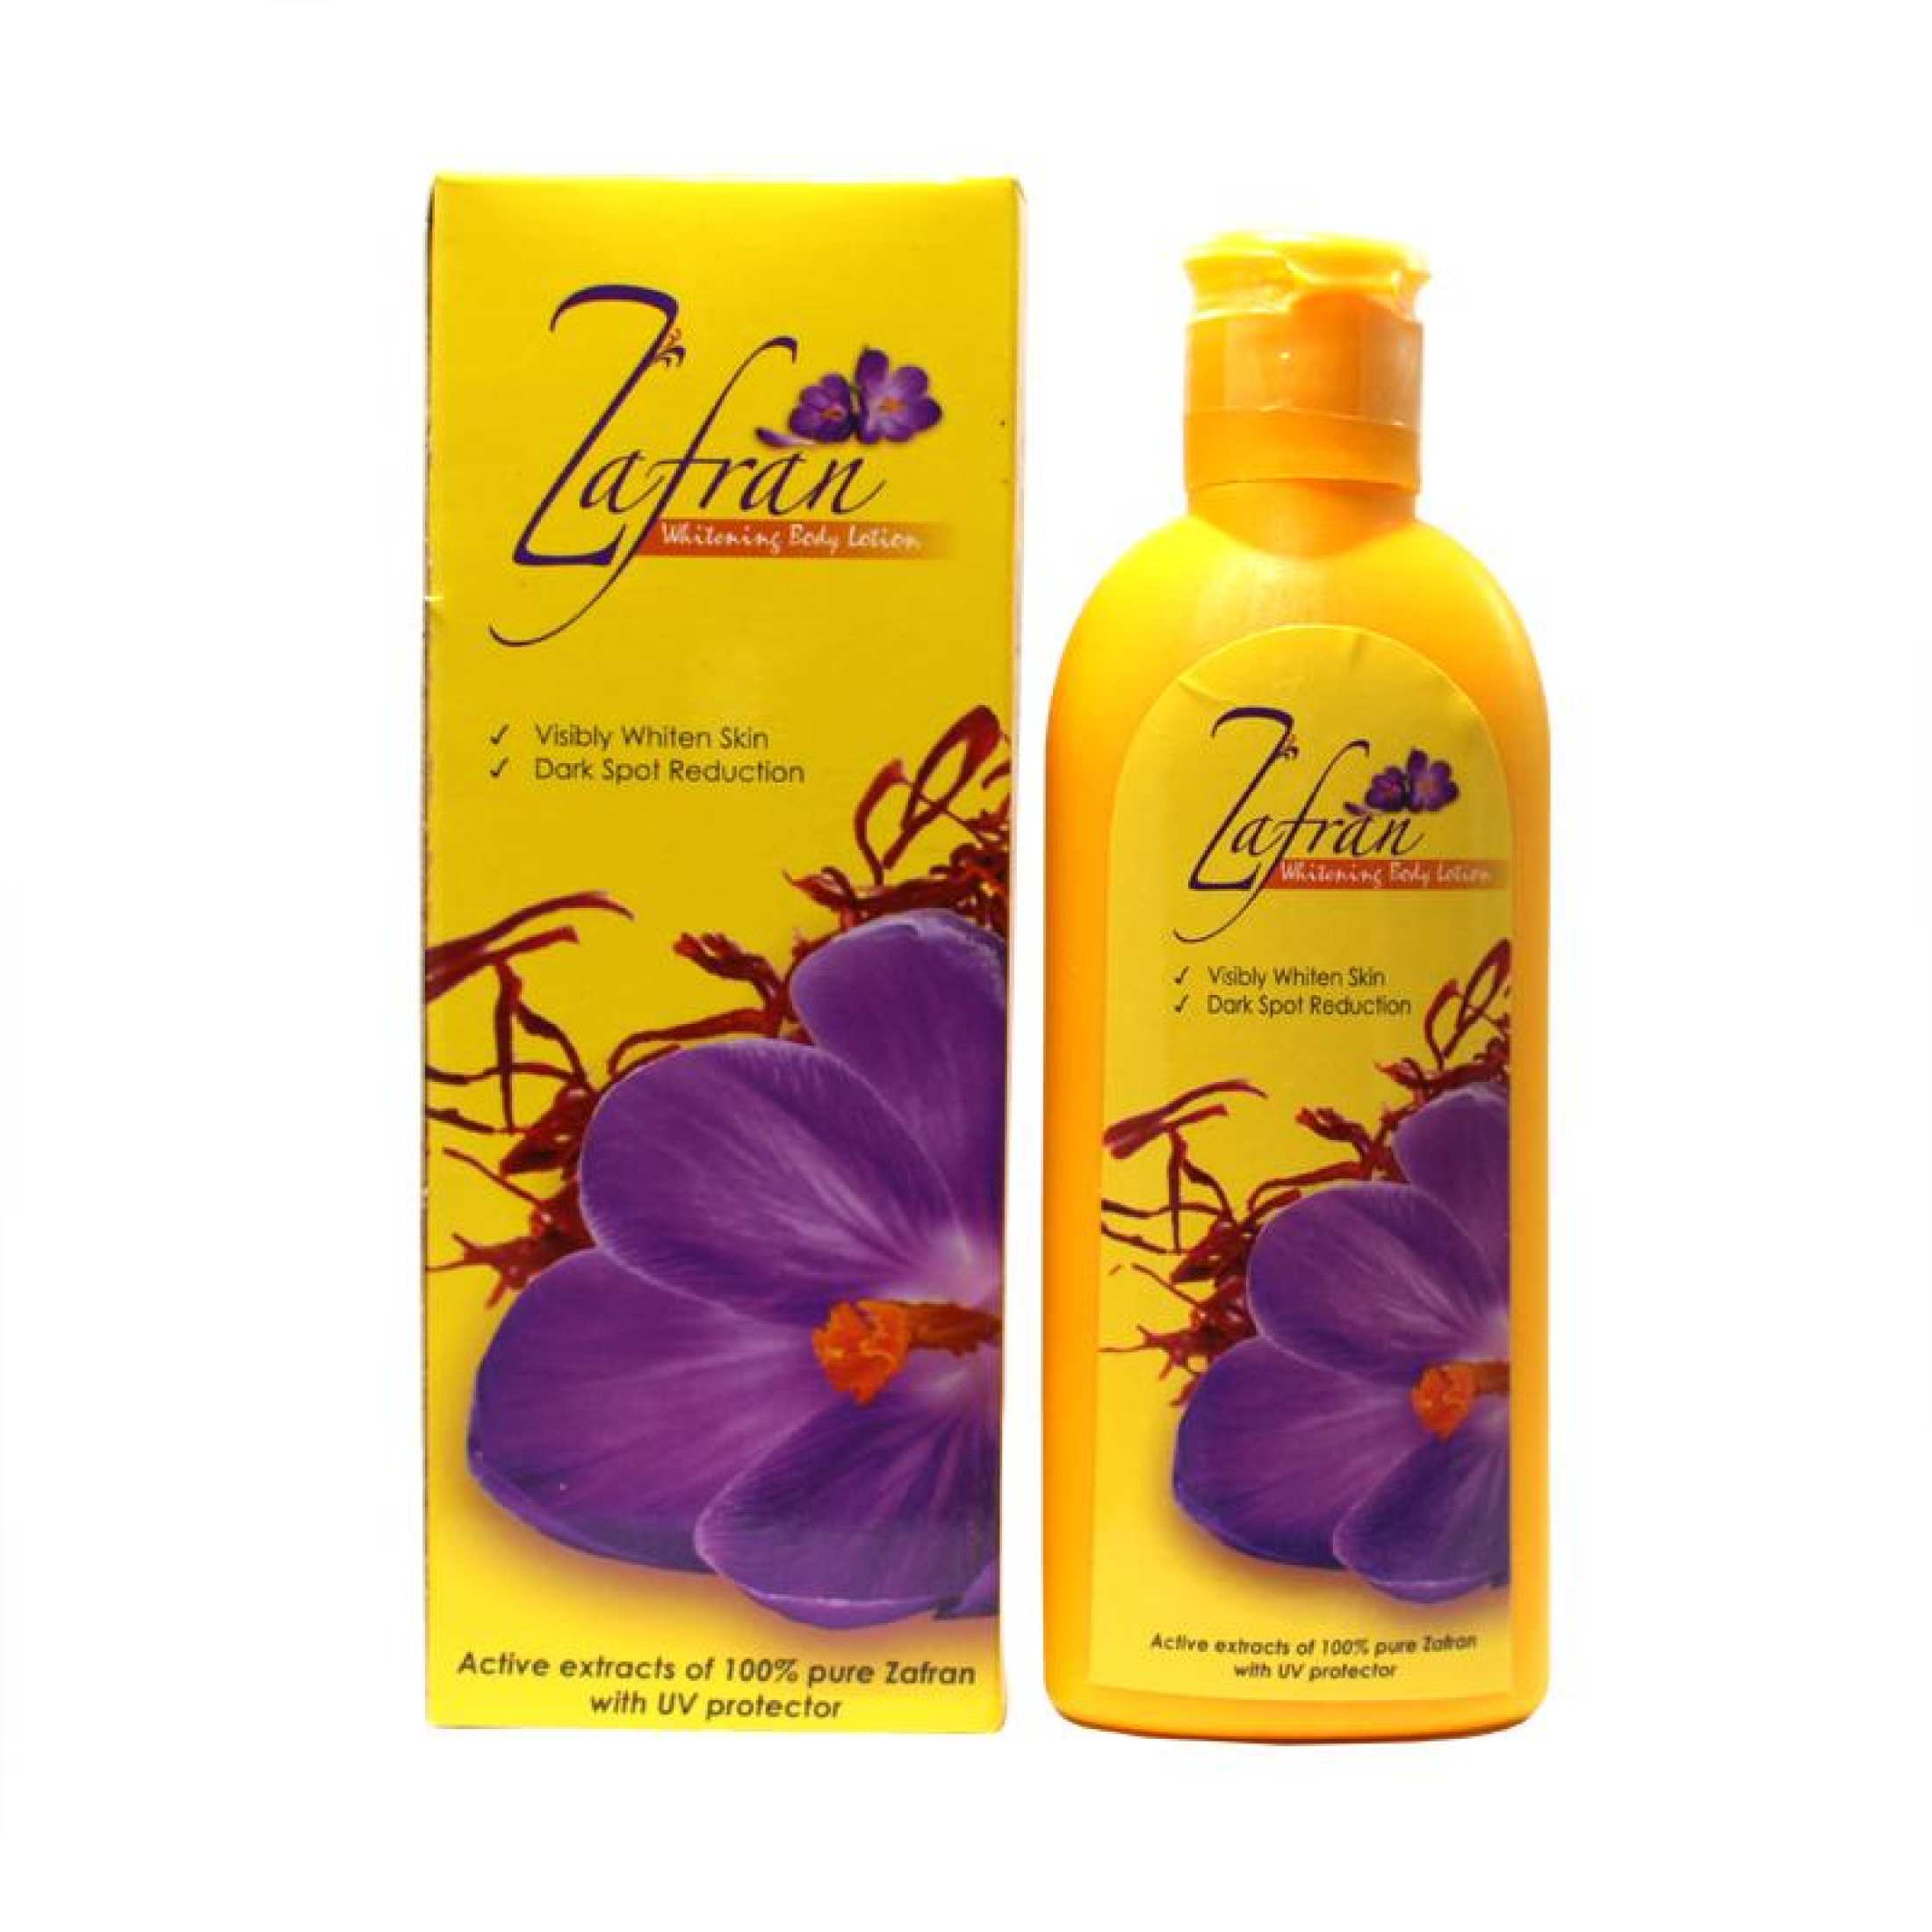 Zafran
Whitening Body Lotion
✓ Visibly Whiten Skin
✓ Dark Spot Reduction
Active extracts of 100% pure Zafran
with UV protector
Zafran
Whitening Body Lotion
✓ Visibly Whiten Skin
✓ Dark Spot Reduction
Active extracts of 100% pure Zafran
with UV protector